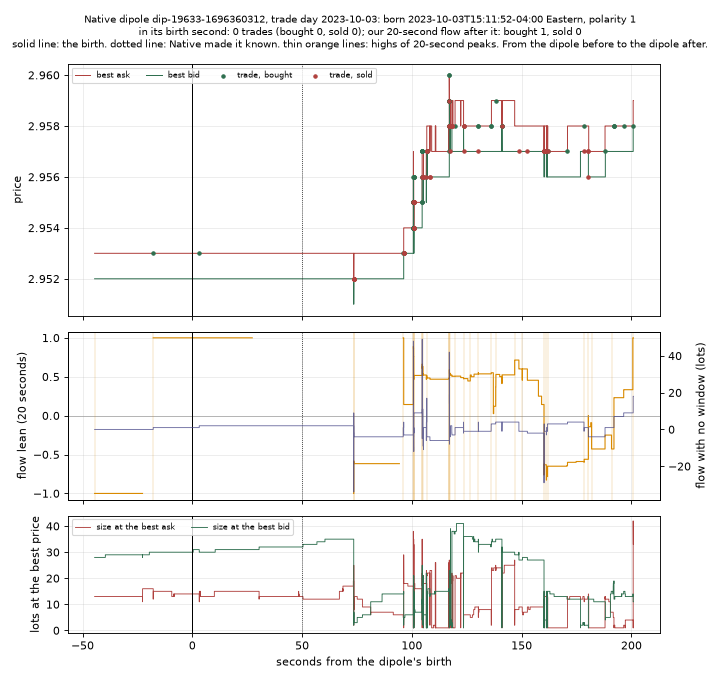 Native dipole dip-19633-1696360312, trade day 2023-10-03: born 2023-10-03T15:11:52-04:00 Eastern, polarity 1
in its birth second: 0 trades (bought 0, sold 0); our 20-second flow after it: bought 1, sold 0
solid line: the birth. dotted line: Native made it known. thin orange lines: highs of 20-second peaks. From the dipole before to the dipole after.
best ask
best bid
trade, bought
trade, sold
2.960
2.958
2.956
2.954
2.952
price
1.0
0.5
0.0
−0.5
−1.0
flow lean (20 seconds)
40
20
0
−20
flow with no window (lots)
size at the best ask
size at the best bid
40
30
20
10
0
lots at the best price
−50
0
50
100
150
200
seconds from the dipole's birth